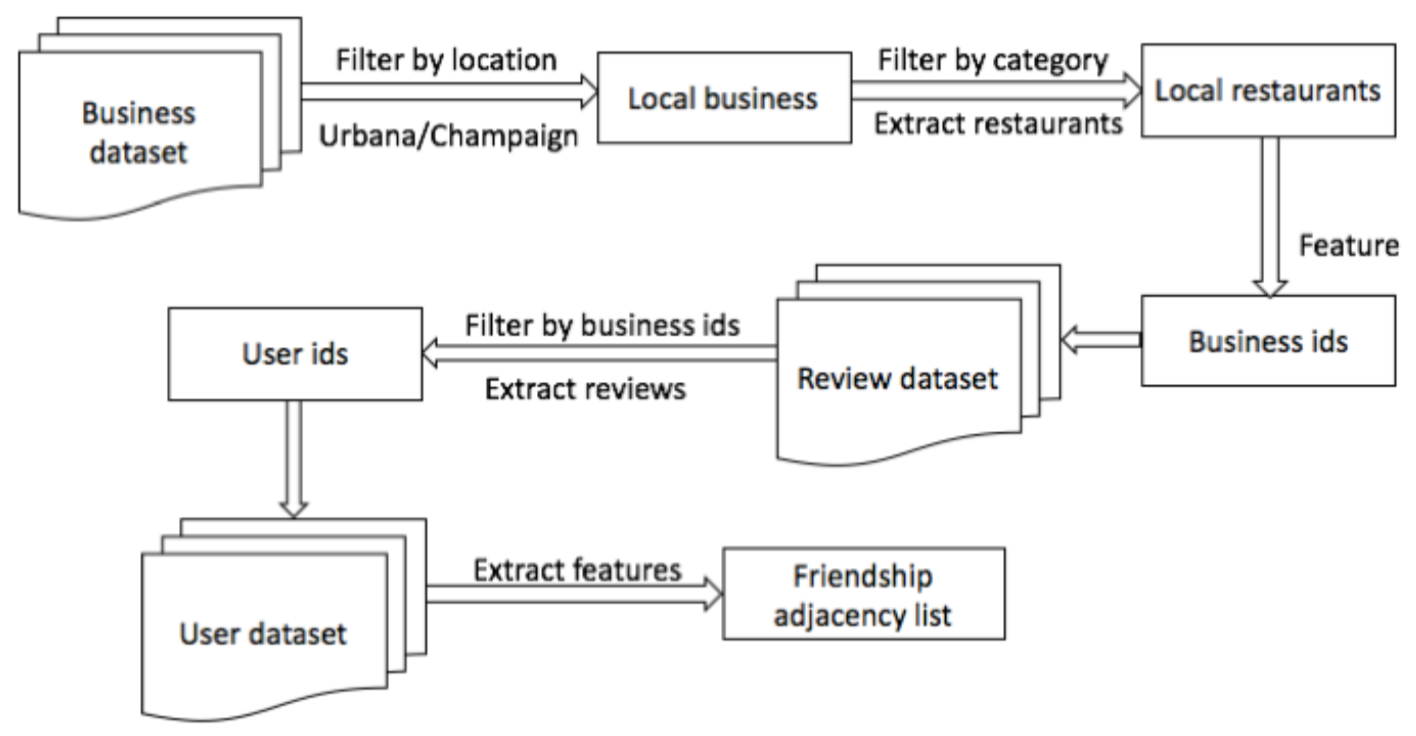 Business
dataset
Filter by location
Urbana/Champaign
Local business
Filter by category
Extract restaurants
Local restaurants
Feature
Business ids
Review dataset
Filter by business ids
Extract reviews
User ids
User dataset
Extract features
Friendship
adjacency list